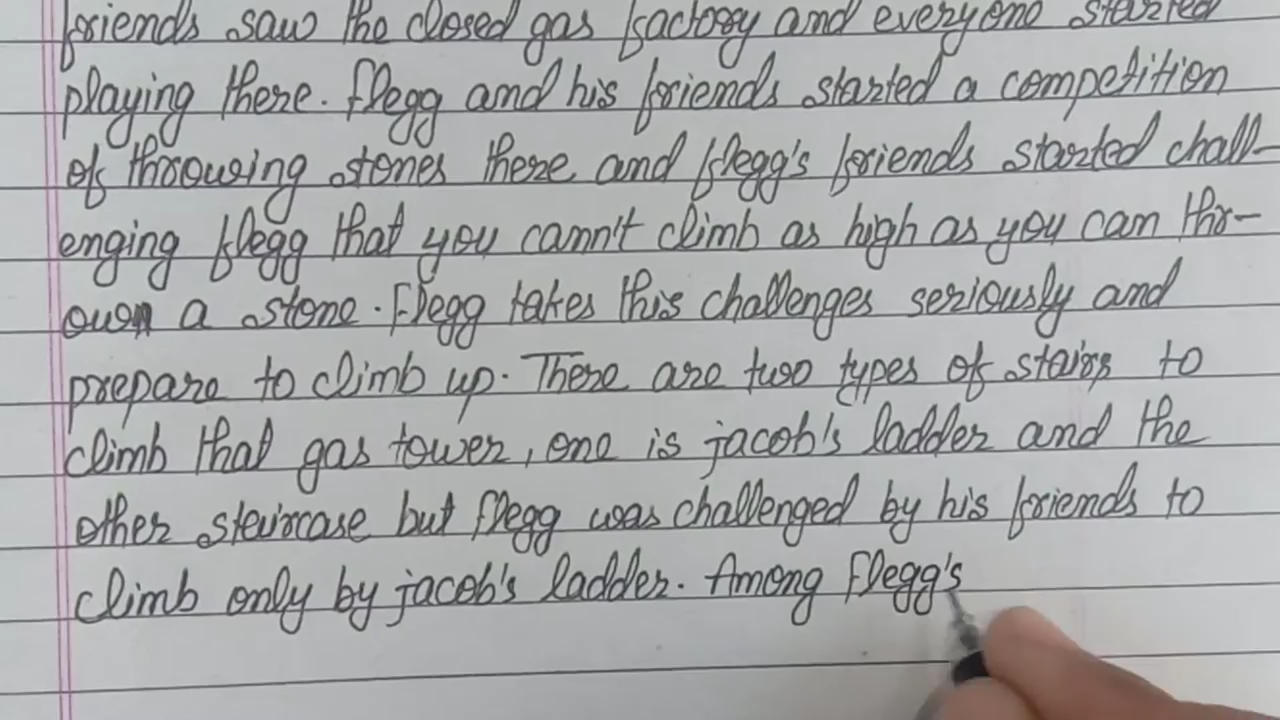 friends saw the closed gas factory and everyone started
playing there. Flegg and his friends started a competition
of throwing stones there and flegg's friends started chall-
enging flegg that you cann't climb as high as you can thr-
own a stone. Flegg takes this challenges seriously and
prepare to climb up. There are two types of stairs to
climb that gas tower, one is jacob's ladder and the
other staircase but flegg was challenged by his friends to
climb only by jacob's ladder. Among Flegg's